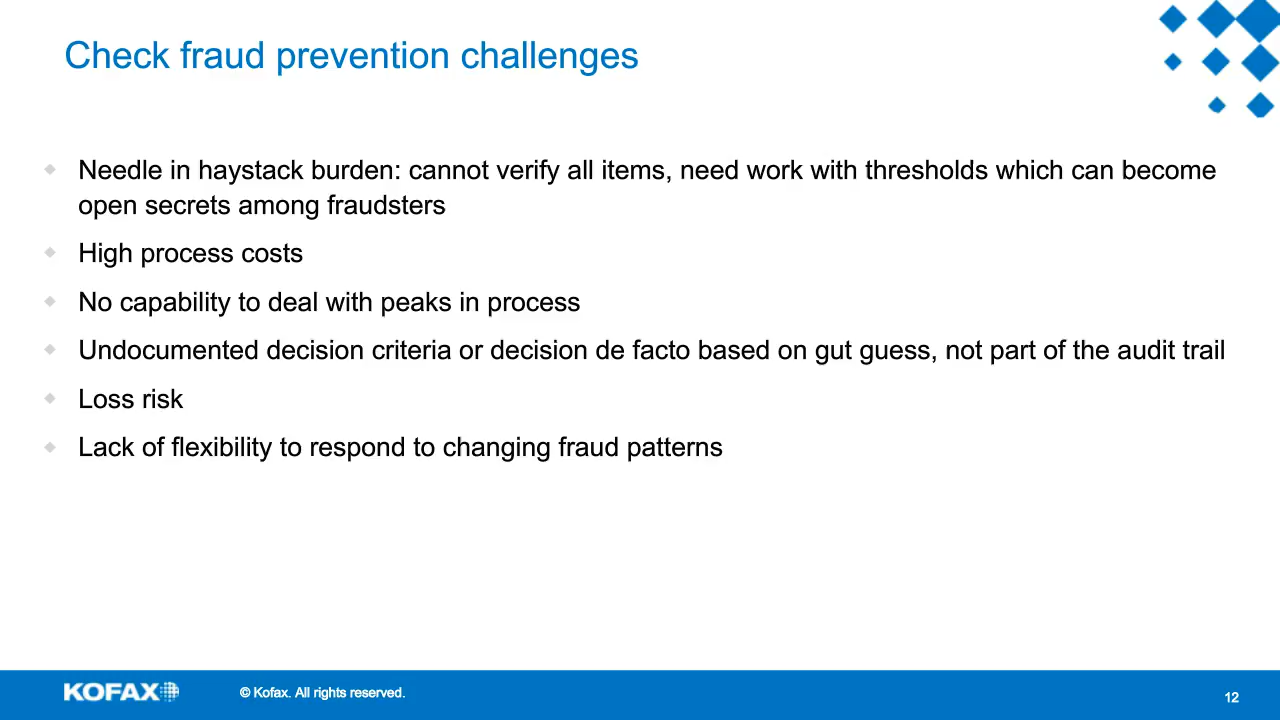 Check fraud prevention challenges
Needle in haystack burden: cannot verify all items, need work with thresholds which can become
open secrets among fraudsters
High process costs
No capability to deal with peaks in process
Undocumented decision criteria or decision de facto based on gut guess, not part of the audit trail
Loss risk
Lack of flexibility to respond to changing fraud patterns
KOFAX
© Kofax. All rights reserved.
12